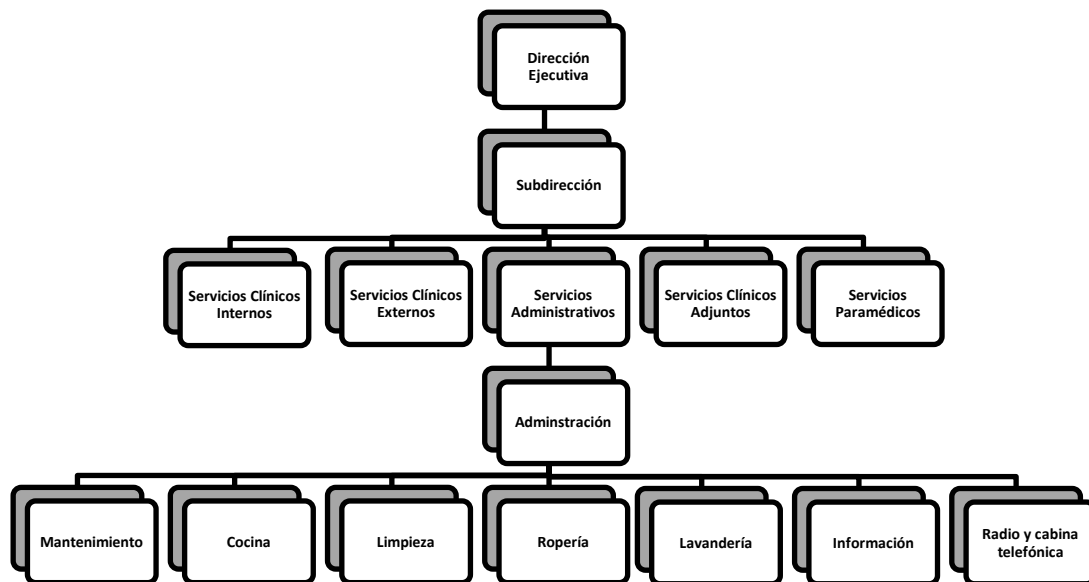 Dirección
Ejecutiva
Subdirección
Servicios Clínicos
Internos
Servicios Clínicos
Externos
Servicios
Administrativos
Servicios Clínicos
Adjuntos
Servicios
Paramédicos
Adminstración
Mantenimiento
Cocina
Limpieza
Ropería
Lavandería
Información
Radio y cabina
telefónica